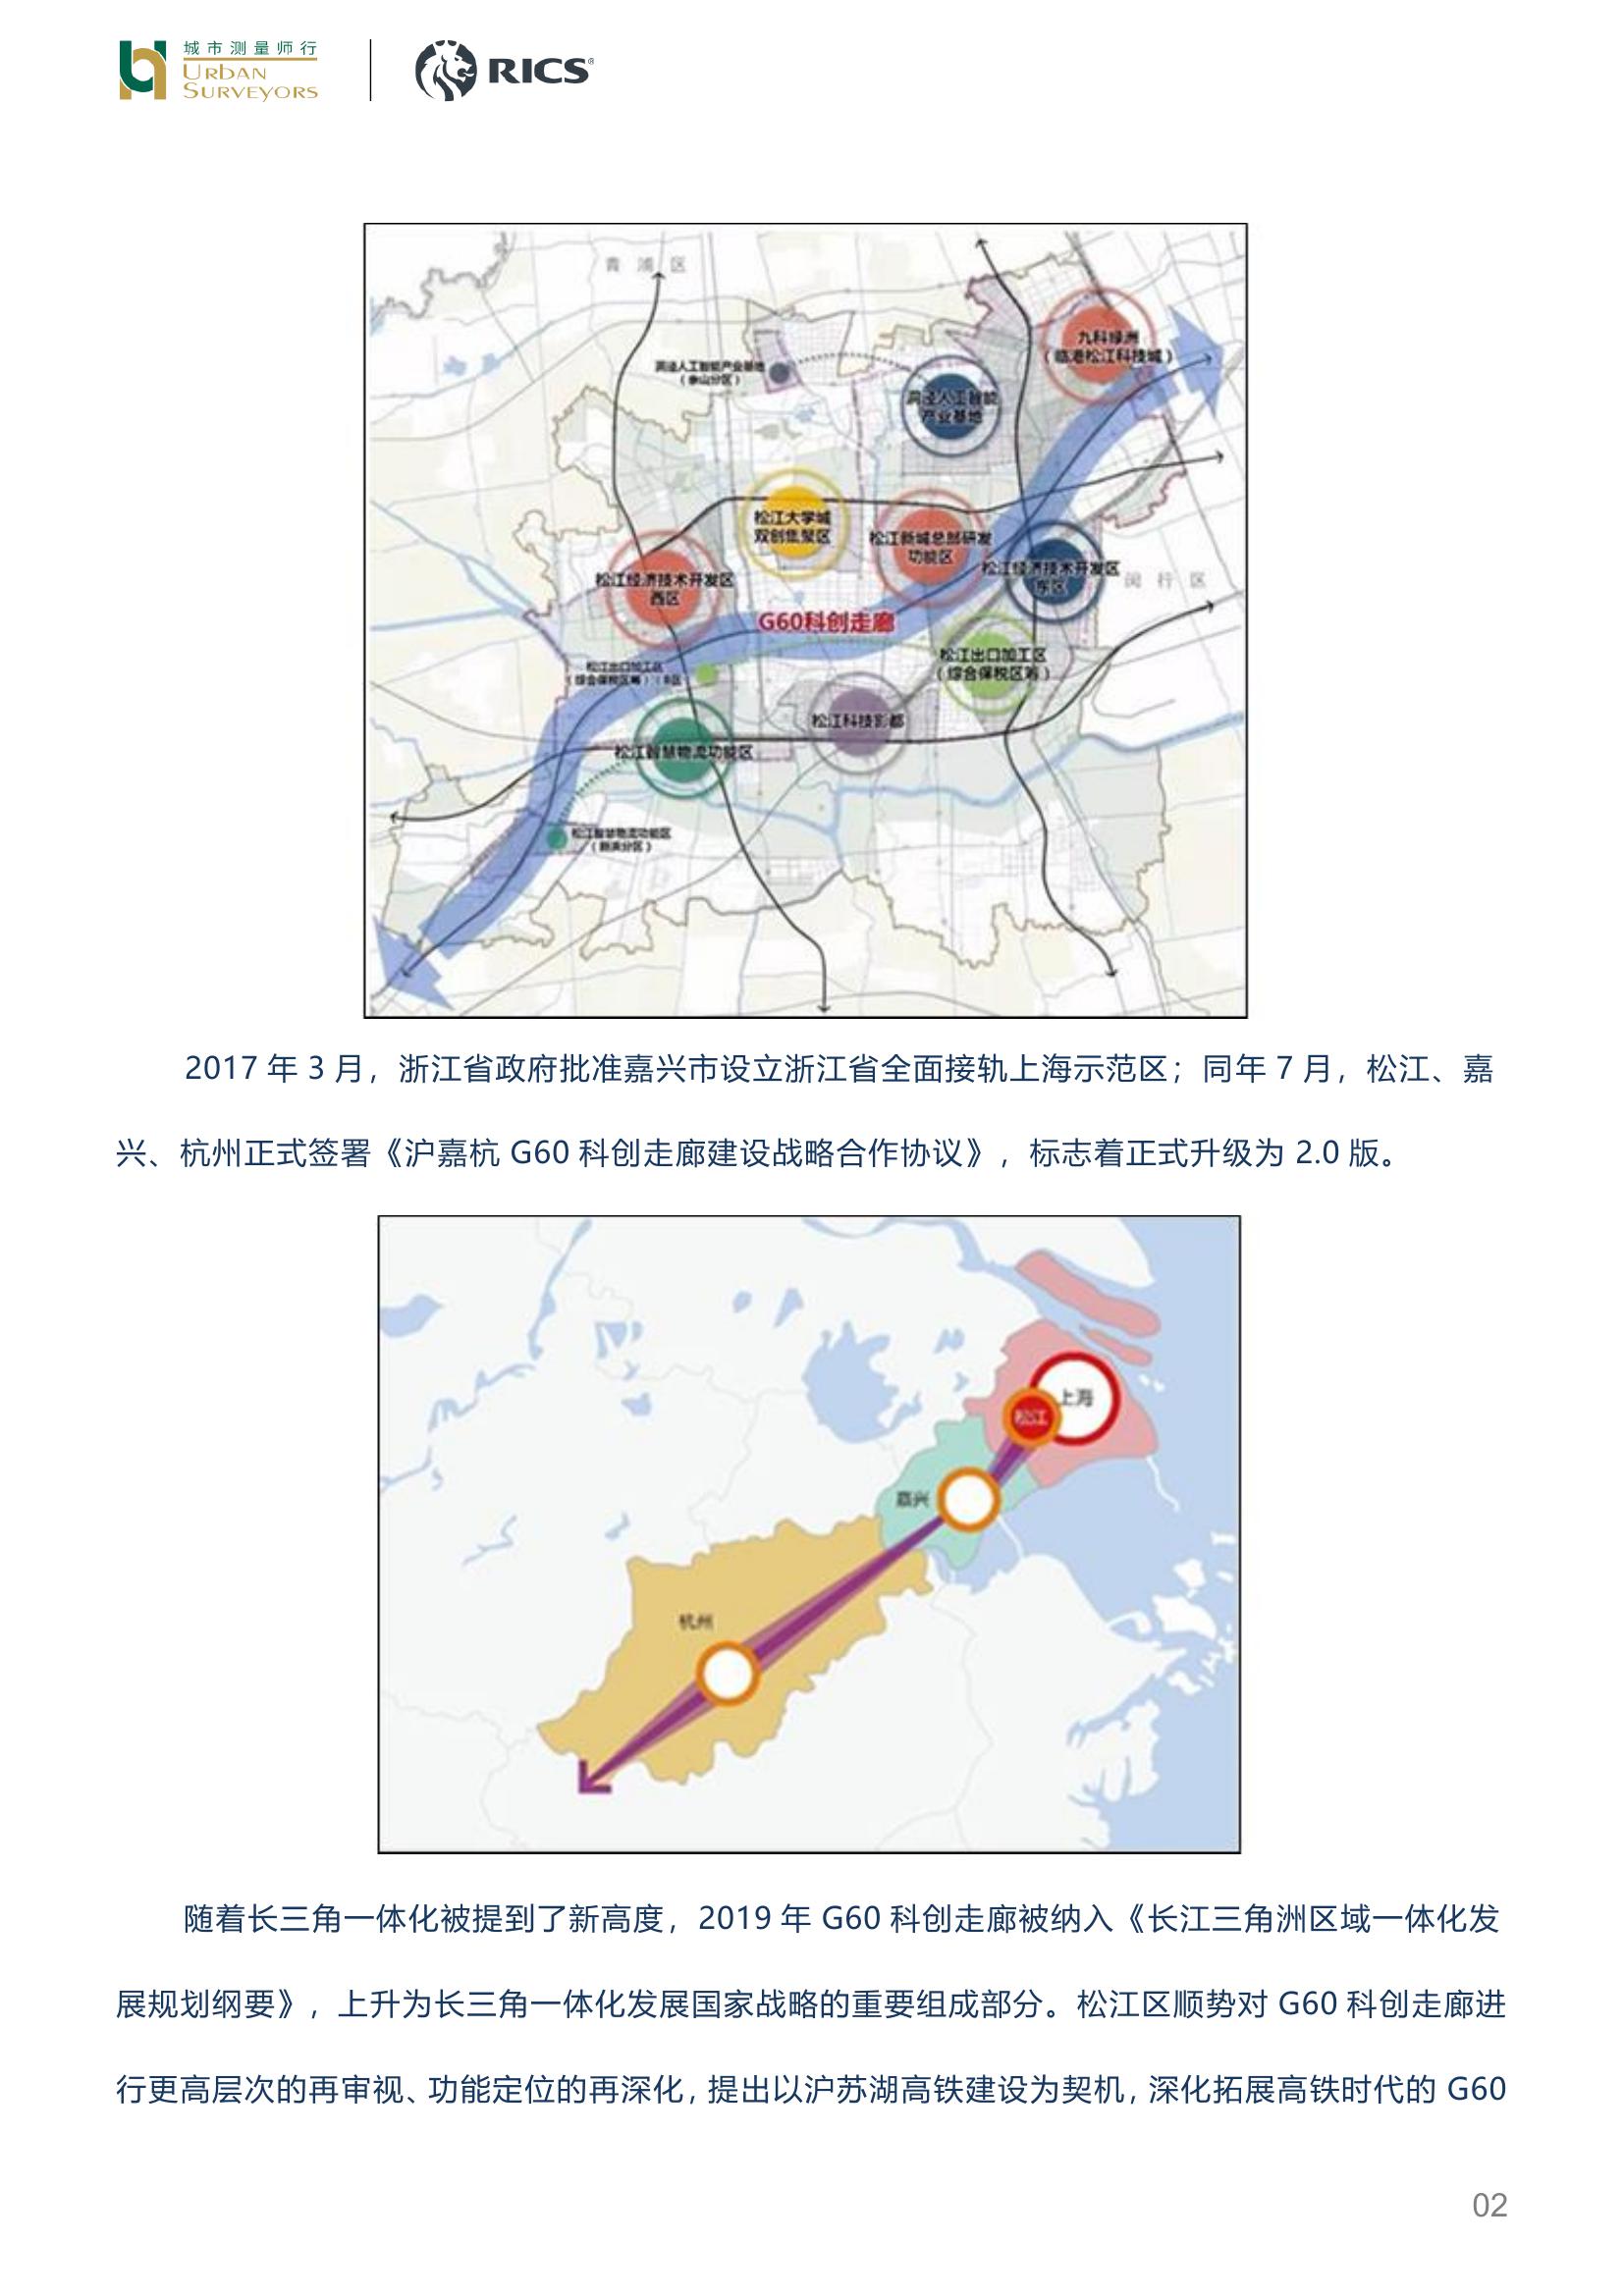 城市测量师行
URBAN
SURVEYORS
RICS
青浦区
九科绿洲
（临港松江科技城）
洞泾人工智能产业基地
（佘山分区）
洞泾人工智能
产业基地
松江大学城
双创集聚区
松江新城总部研发
功能区
松江经济技术开发区
西区
松江经济技术开发区
东区
闵行区
G60科创走廊
松江出口加工区
（综合保税区筹）
松江出口加工区
（综合保税区筹）（B区）
松江科技影都
松江智慧物流功能区
松江智慧物流功能区
（新浜分区）
2017 年 3 月，浙江省政府批准嘉兴市设立浙江省全面接轨上海示范区；同年 7 月，松江、嘉
兴、杭州正式签署《沪嘉杭 G60 科创走廊建设战略合作协议》，标志着正式升级为 2.0 版。
上海
松江
嘉兴
杭州
随着长三角一体化被提到了新高度，2019 年 G60 科创走廊被纳入《长江三角洲区域一体化发
展规划纲要》，上升为长三角一体化发展国家战略的重要组成部分。松江区顺势对 G60 科创走廊进
行更高层次的再审视、功能定位的再深化，提出以沪苏湖高铁建设为契机，深化拓展高铁时代的 G60
02